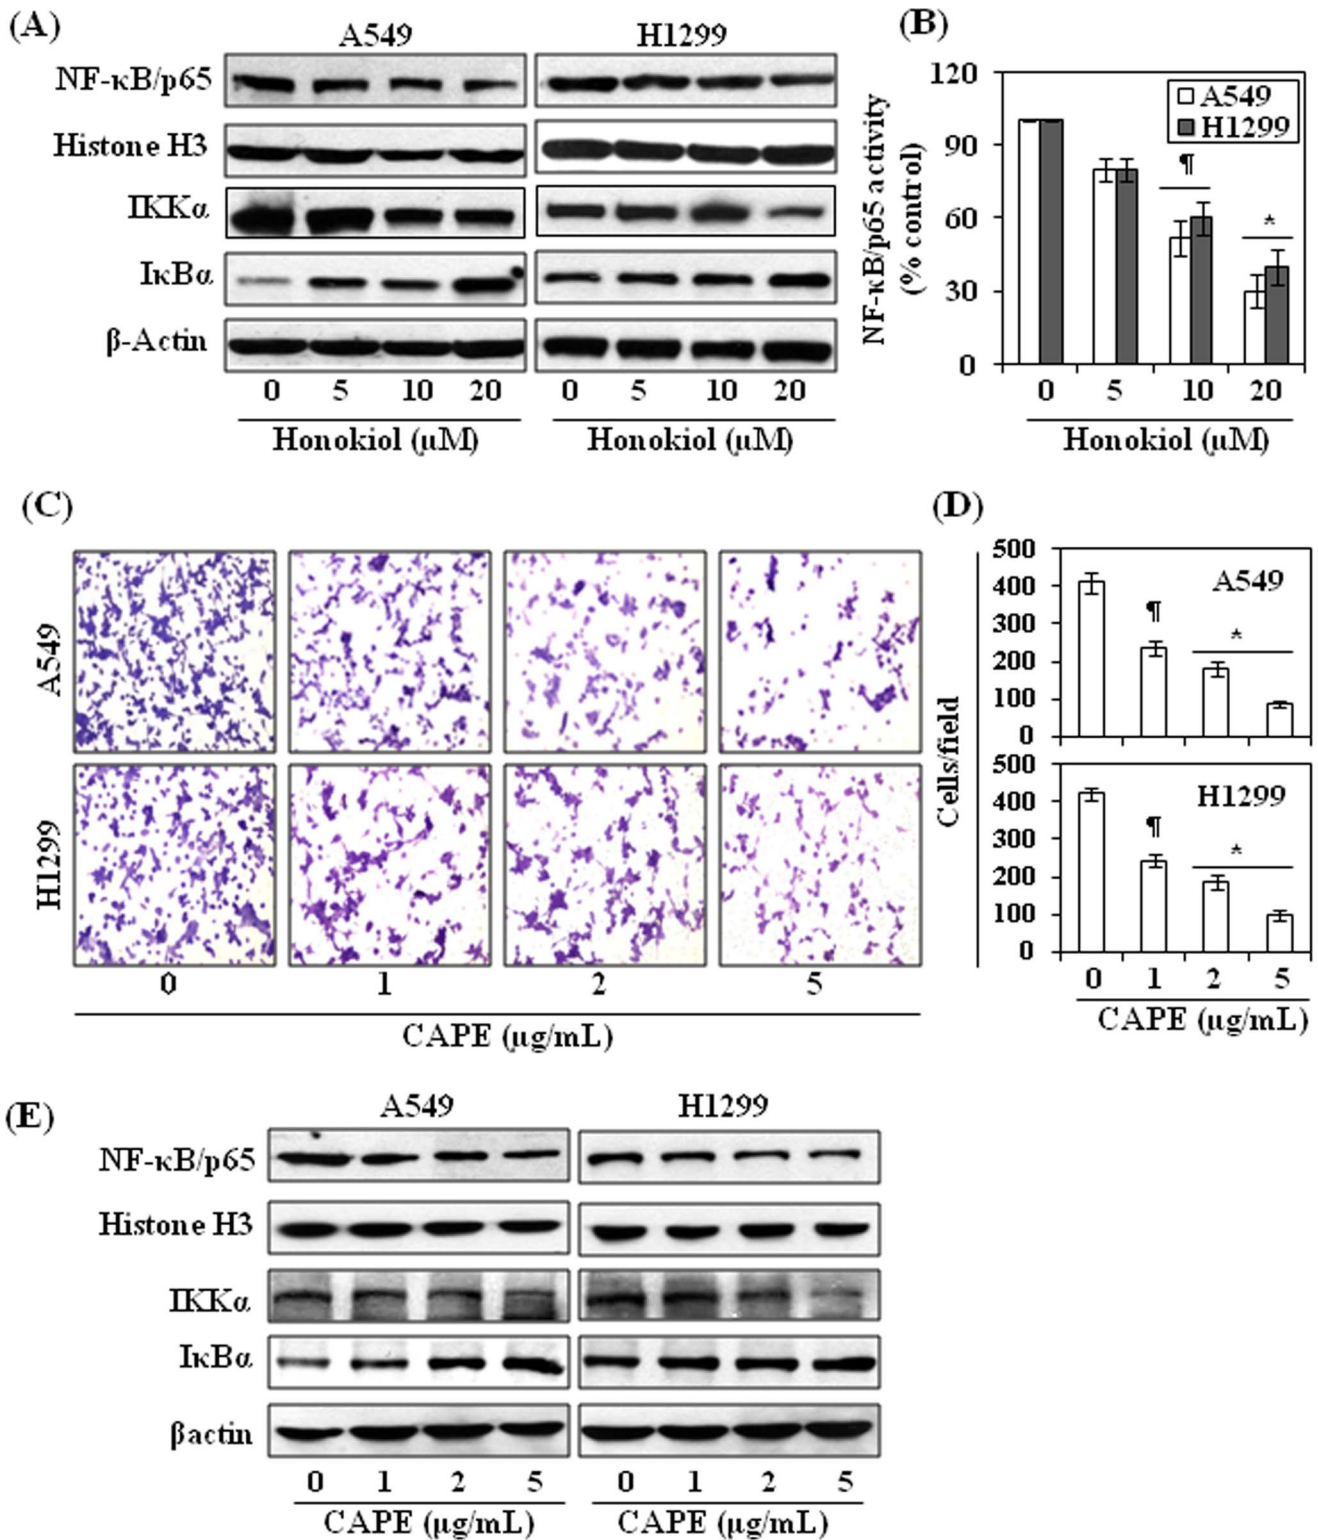 (A)
A549
H1299
NF-κB/p65
Histone H3
IKKα
IκBα
β-Actin
0 5 10 20
0 5 10 20
Honokiol (μM)
Honokiol (μM)
(B)
NF-κB/p65 activity
(% control)
120
90
60
30
0
A549
H1299
¶
*
0 5 10 20
Honokiol (μM)
(C)
A549
H1299
0 1 2 5
CAPE (μg/mL)
(D)
Cells/field
500
400
300
200
100
0
A549
¶
*
500
400
300
200
100
0
H1299
¶
*
0 1 2 5
CAPE (μg/mL)
(E)
A549
H1299
NF-κB/p65
Histone H3
IKKα
IκBα
βactin
0 1 2 5
0 1 2 5
CAPE (μg/mL)
CAPE (μg/mL)